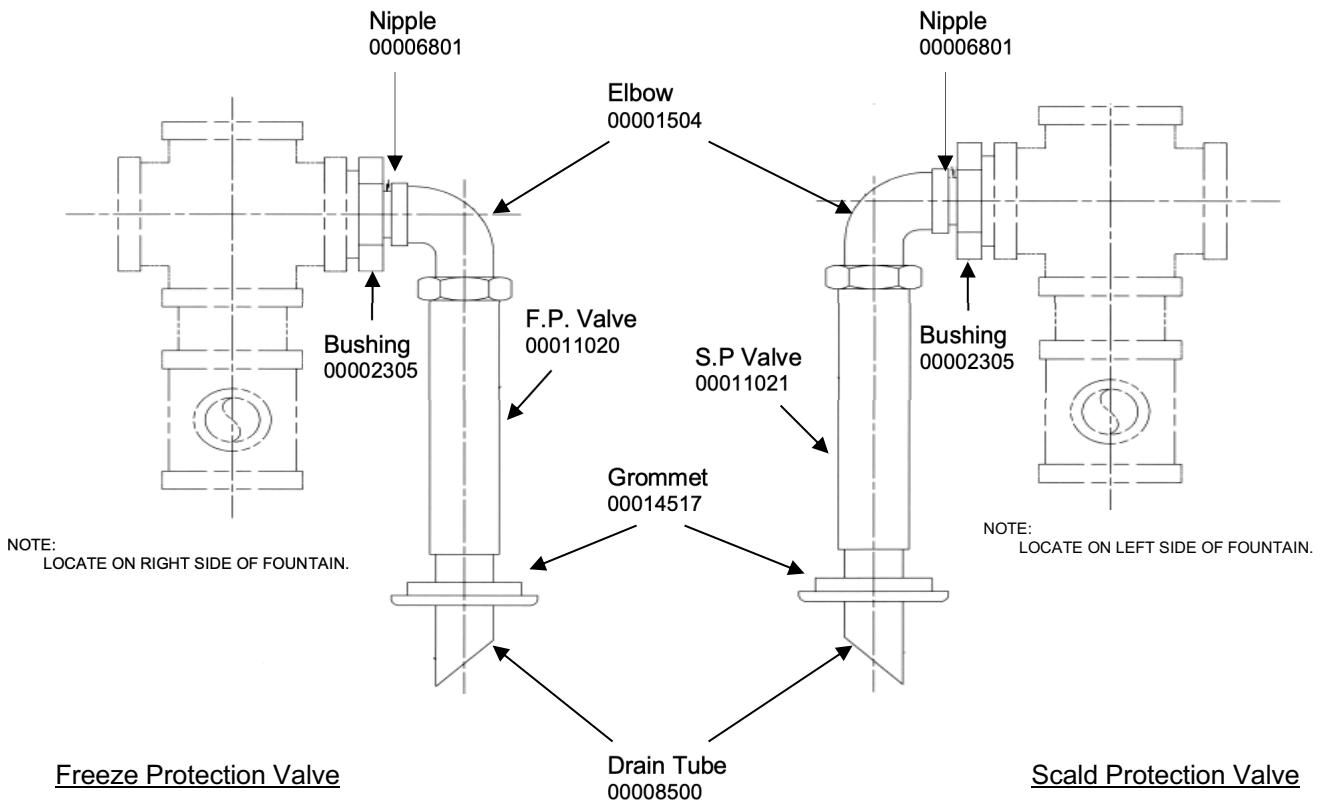 Nipple
00006801
Nipple
00006801
Elbow
00001504
F.P. Valve
00011020
Bushing
00002305
S.P Valve
00011021
Bushing
00002305
Grommet
00014517
NOTE:
LOCATE ON RIGHT SIDE OF FOUNTAIN.
NOTE:
LOCATE ON LEFT SIDE OF FOUNTAIN.
Drain Tube
00008500
Freeze Protection Valve
Scald Protection Valve